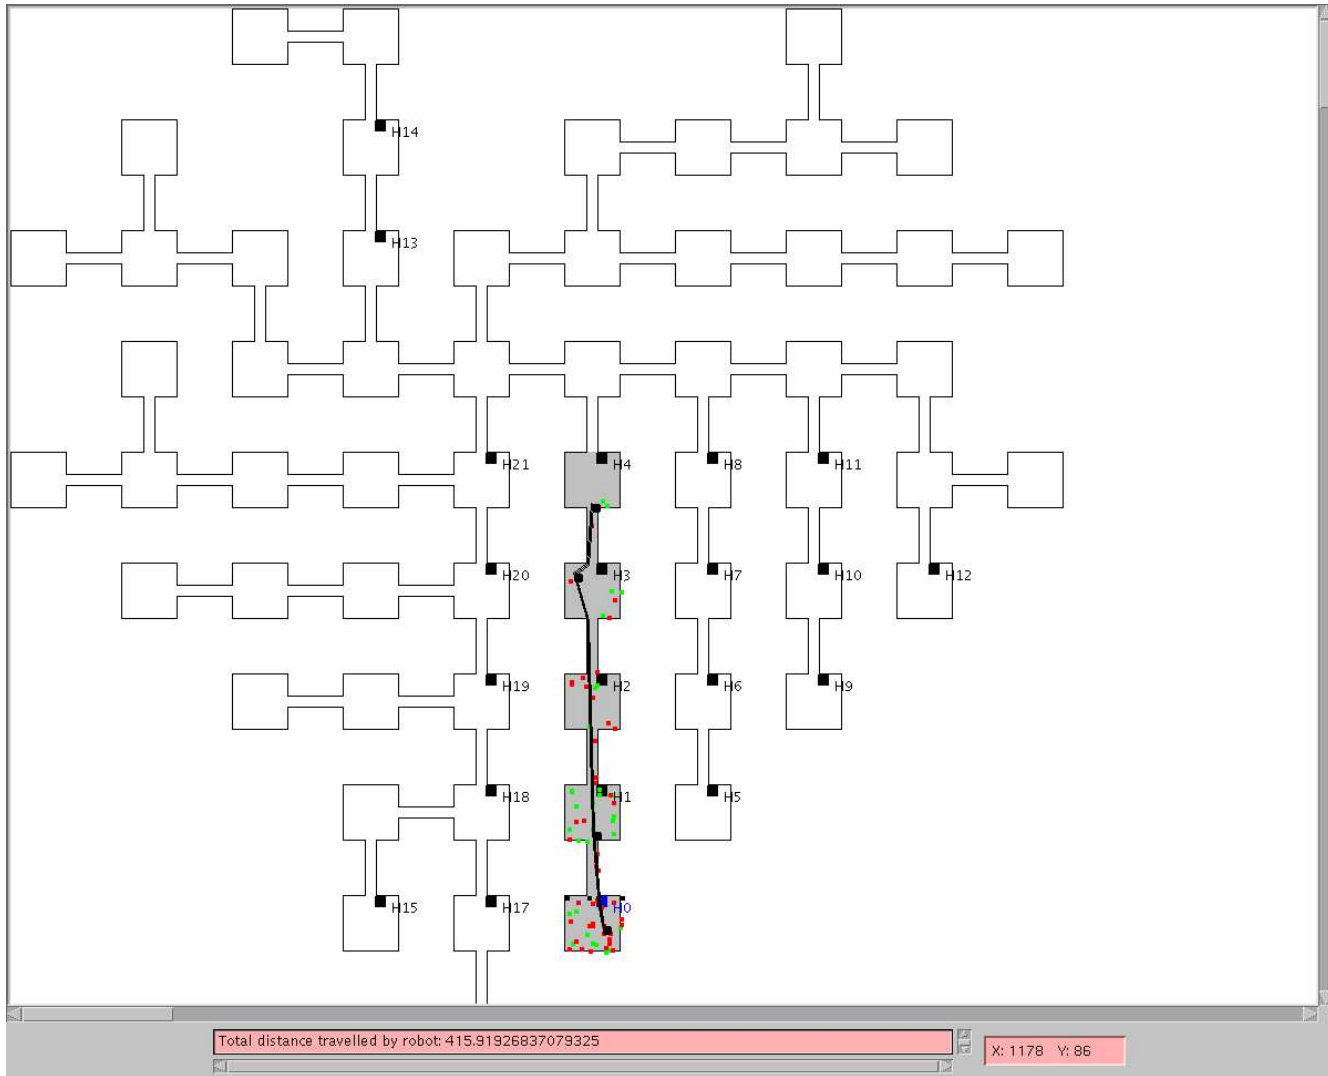 H14
H13
H21
H4
H8
H11
H20
H3
H7
H10
H12
H19
H2
H6
H9
H18
H1
H5
H15
H17
H0
Total distance travelled by robot: 415.91926837079325
X: 1178 Y: 86